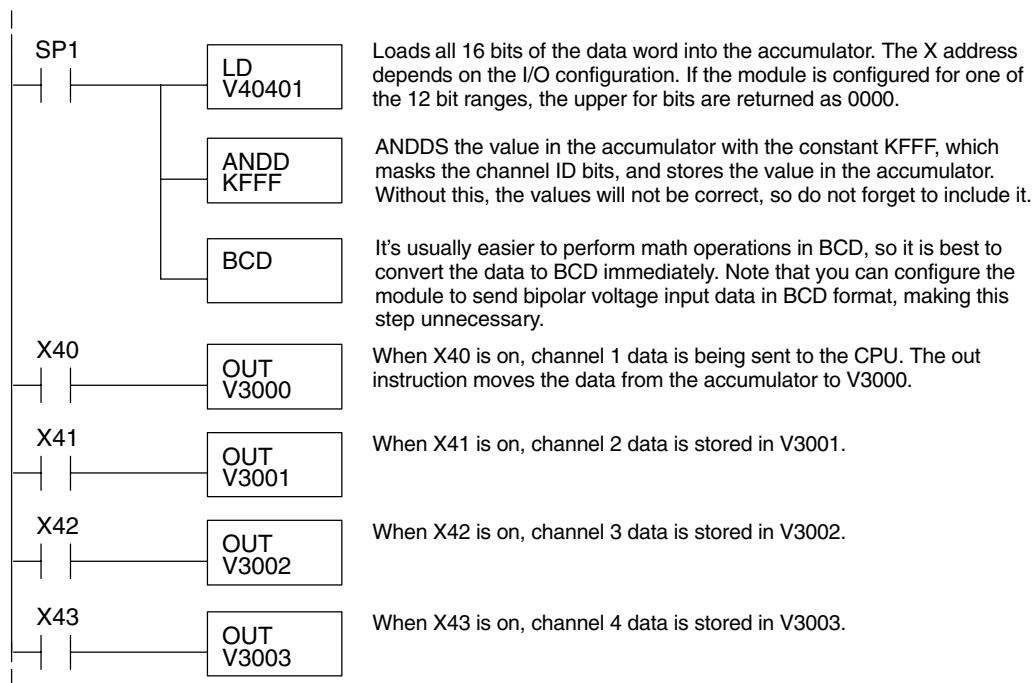 SP1
LD
V40401
Loads all 16 bits of the data word into the accumulator. The X address
depends on the I/O configuration. If the module is configured for one of
the 12 bit ranges, the upper for bits are returned as 0000.
ANDD
KFFF
ANDDS the value in the accumulator with the constant KFFF, which
masks the channel ID bits, and stores the value in the accumulator.
Without this, the values will not be correct, so do not forget to include it.
BCD
It's usually easier to perform math operations in BCD, so it is best to
convert the data to BCD immediately. Note that you can configure the
module to send bipolar voltage input data in BCD format, making this
step unnecessary.
X40
OUT
V3000
When X40 is on, channel 1 data is being sent to the CPU. The out
instruction moves the data from the accumulator to V3000.
X41
OUT
V3001
When X41 is on, channel 2 data is stored in V3001.
X42
OUT
V3002
When X42 is on, channel 3 data is stored in V3002.
X43
OUT
V3003
When X43 is on, channel 4 data is stored in V3003.